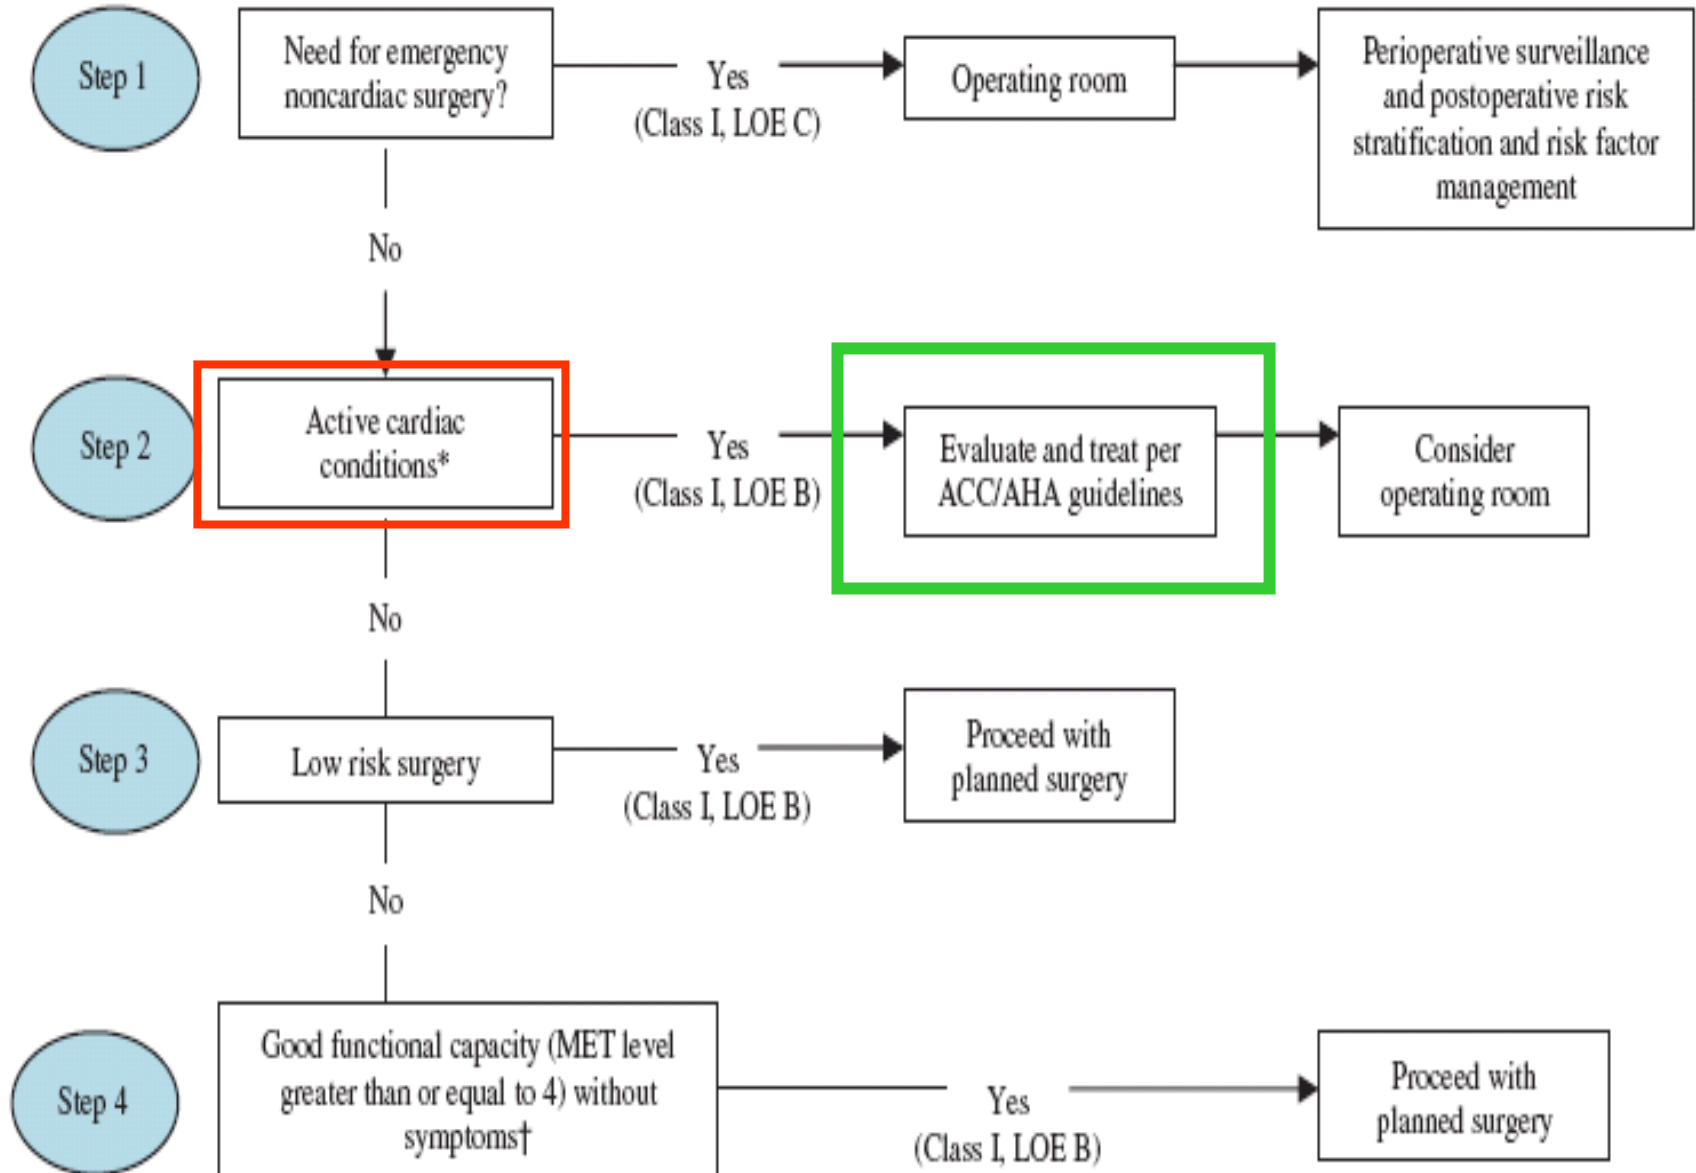 Step 1
Need for emergency
noncardiac surgery?
Yes
(Class I, LOE C)
Operating room
Perioperative surveillance
and postoperative risk
stratification and risk factor
management
No
Step 2
Active cardiac
conditions*
Yes
(Class I, LOE B)
Evaluate and treat per
ACC/AHA guidelines
Consider
operating room
No
Step 3
Low risk surgery
Yes
(Class I, LOE B)
Proceed with
planned surgery
No
Step 4
Good functional capacity (MET level
greater than or equal to 4) without
symptoms†
Yes
(Class I, LOE B)
Proceed with
planned surgery